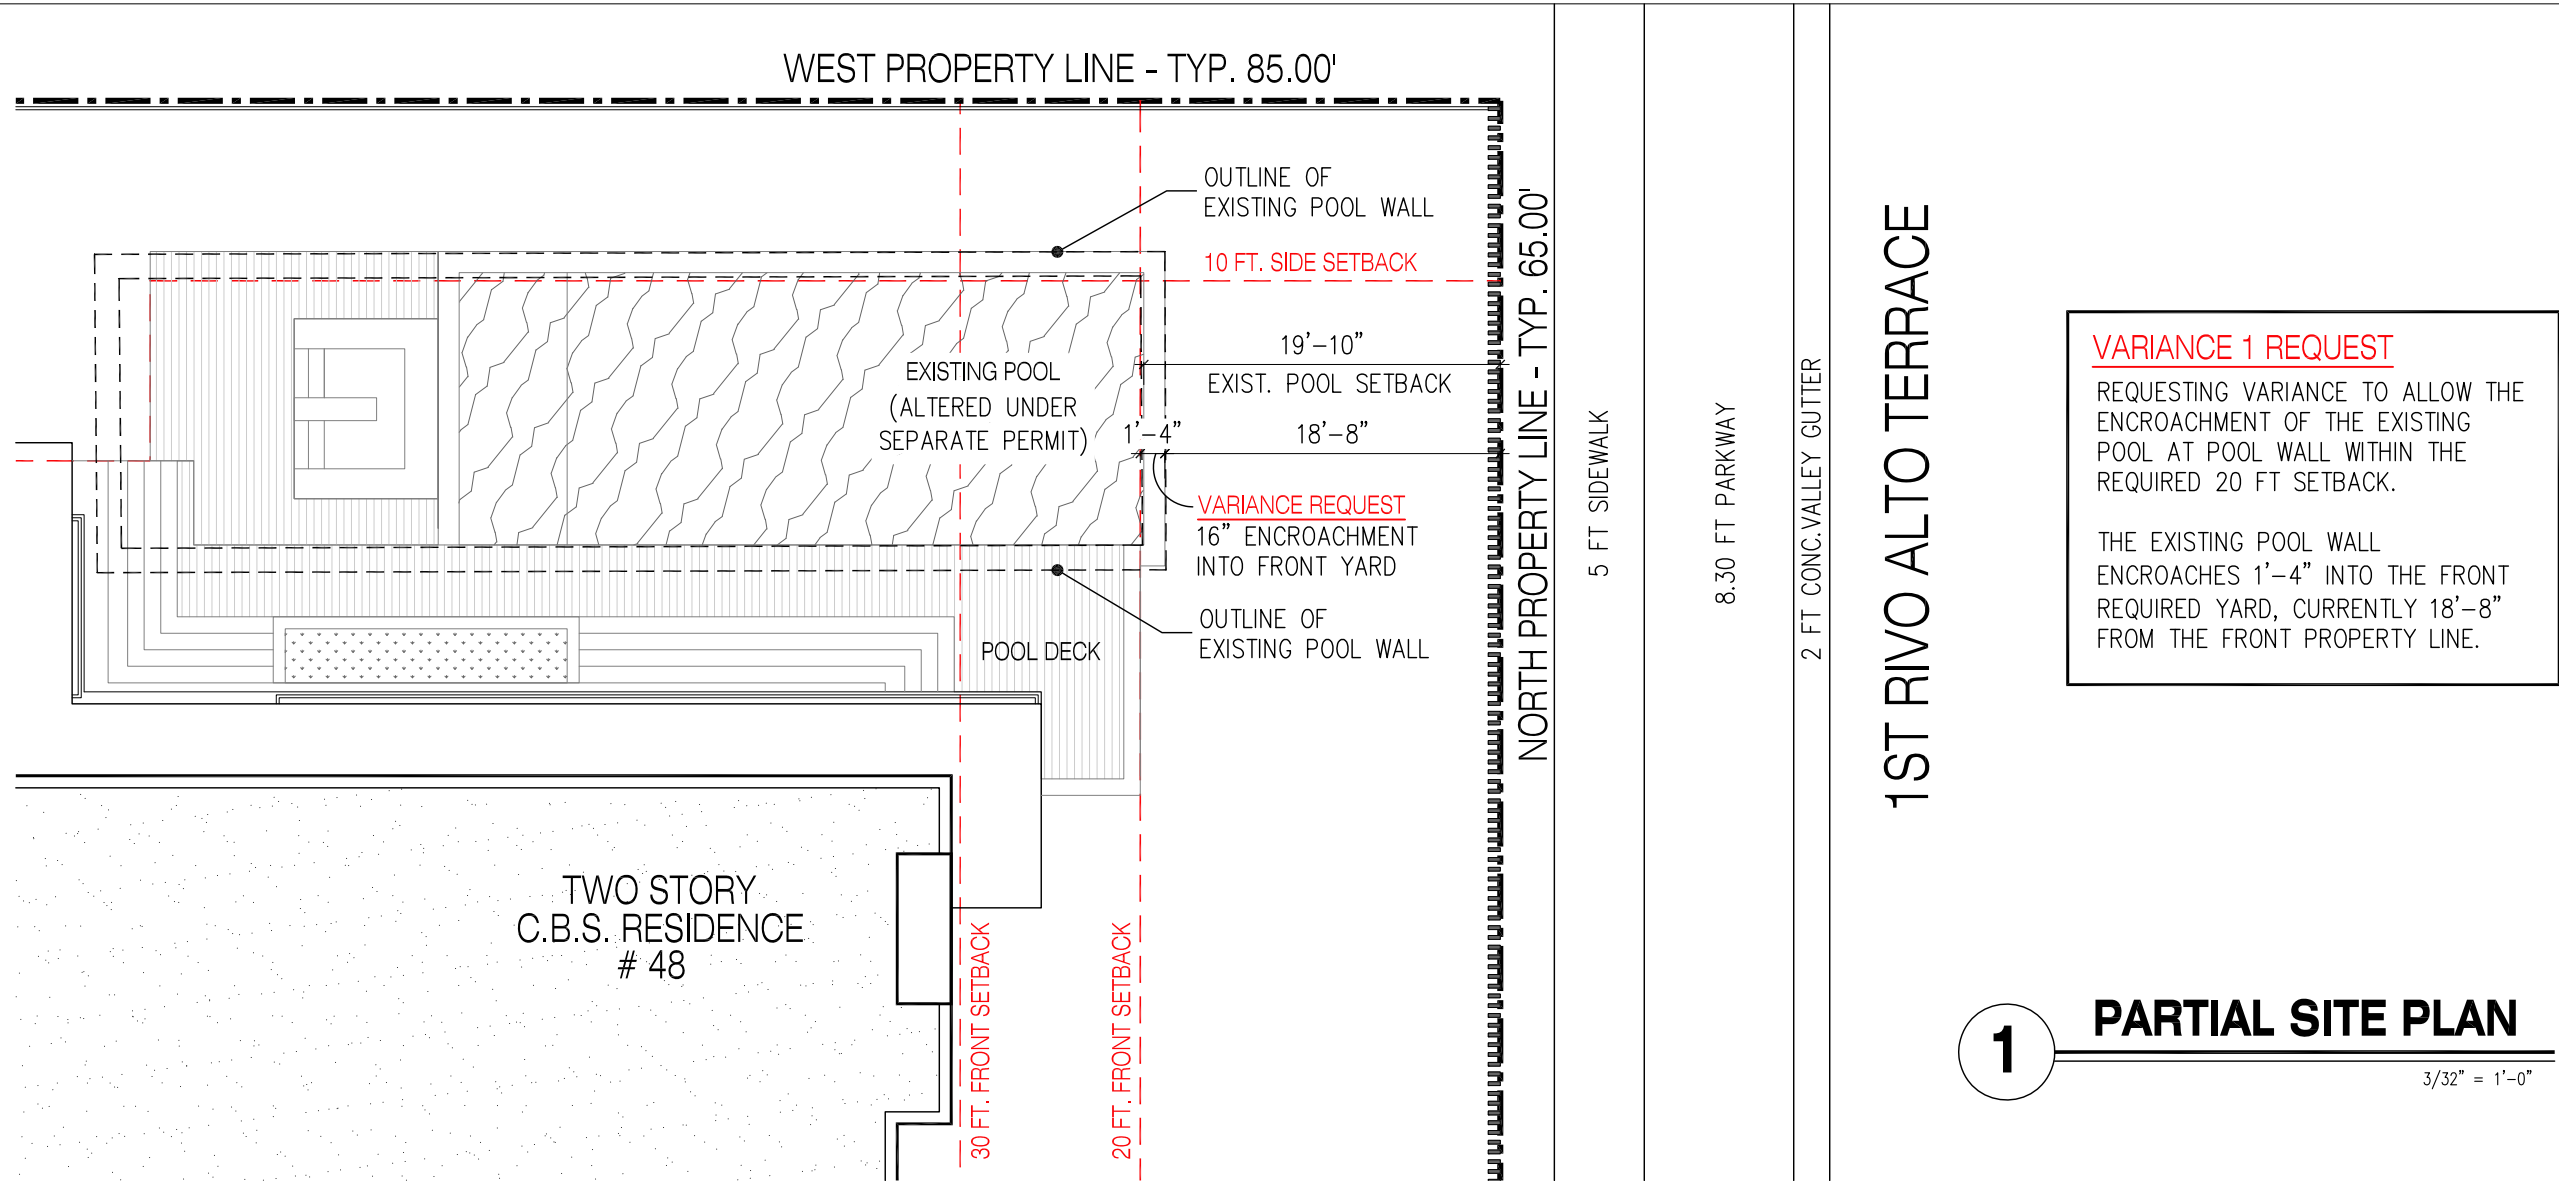 WEST PROPERTY LINE - TYP. 85.00'
OUTLINE OF
EXISTING POOL WALL
10 FT. SIDE SETBACK
19'-10"
EXIST. POOL SETBACK
EXISTING POOL
(ALTERED UNDER
SEPARATE PERMIT)
1'-4"
18'-8"
VARIANCE REQUEST
16" ENCROACHMENT
INTO FRONT YARD
OUTLINE OF
EXISTING POOL WALL
POOL DECK
TWO STORY
C.B.S. RESIDENCE
# 48
30 FT. FRONT SETBACK
20 FT. FRONT SETBACK
NORTH PROPERTY LINE - TYP. 65.00'
5 FT SIDEWALK
8.30 FT PARKWAY
2 FT CONC.VALLEY GUTTER
1ST RIVO ALTO TERRACE
VARIANCE 1 REQUEST
REQUESTING VARIANCE TO ALLOW THE
ENCROACHMENT OF THE EXISTING
POOL AT POOL WALL WITHIN THE
REQUIRED 20 FT SETBACK.
THE EXISTING POOL WALL
ENCROACHES 1'-4" INTO THE FRONT
REQUIRED YARD, CURRENTLY 18'-8"
FROM THE FRONT PROPERTY LINE.
1
PARTIAL SITE PLAN
3/32" = 1'-0"